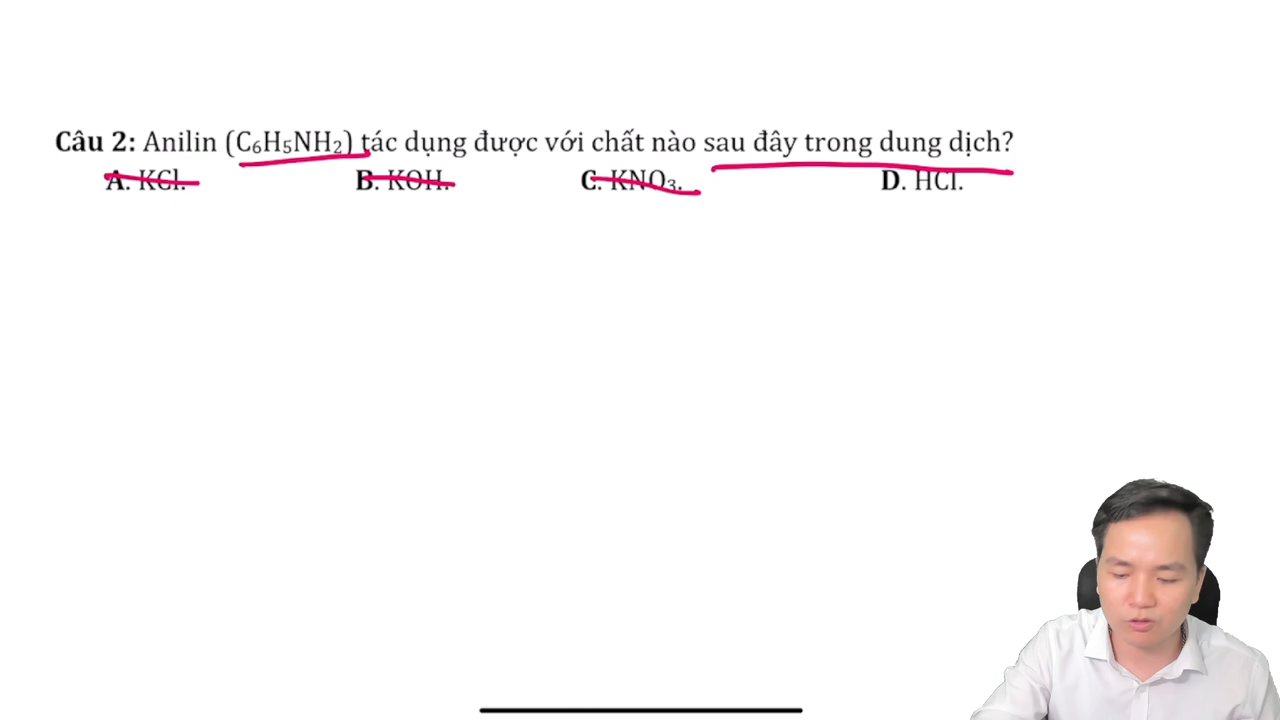 Câu 2: Anilin (C₆H₅NH₂) tác dụng được với chất nào sau đây trong dung dịch?
A. KCl. B. KOH. C. KNO₃. D. HCl.